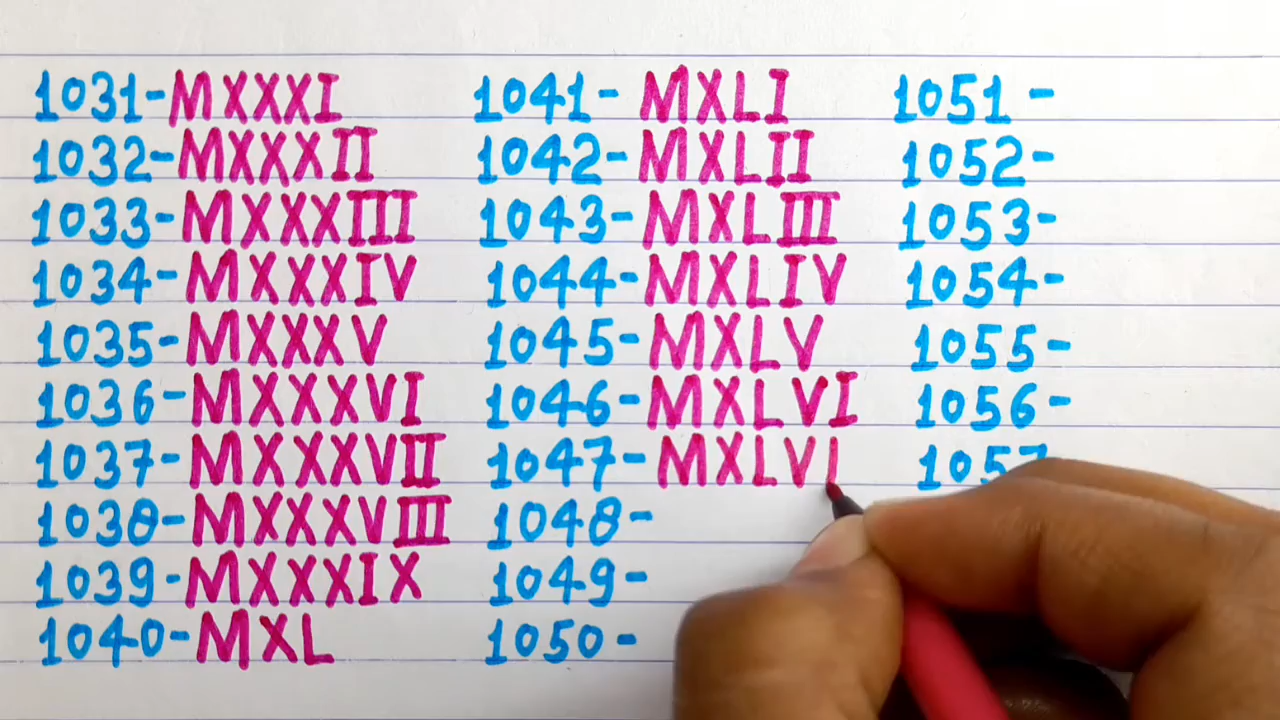 1031-MXXXI
1032-MXXXII
1033-MXXXIII
1034-MXXXIV
1035-MXXXV
1036-MXXXVI
1037-MXXXVII
1038-MXXXVIII
1039-MXXXIX
1040-MXL
1041- MXLI
1042- MXLII
1043-MXLIII
1044-MXLIV
1045-MXLV
1046-MXLVI
1047-MXLVI
1048-
1049-
1050-
1051 -
1052-
1053-
1054-
1055-
1056-
1057